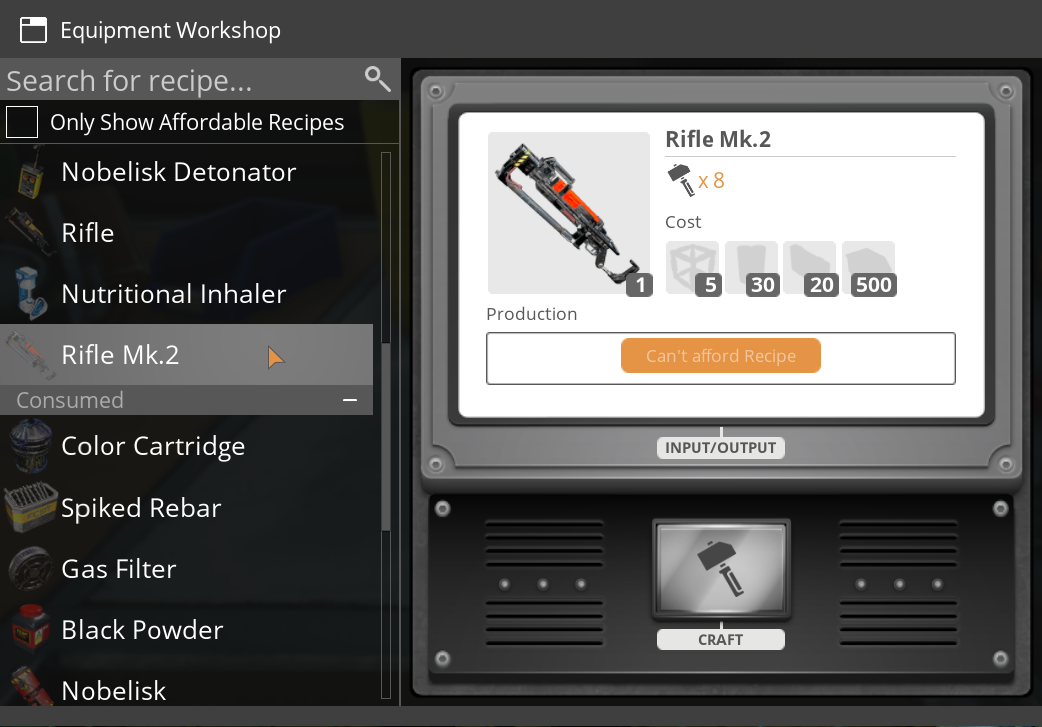 Equipment Workshop
Search for recipe...
Only Show Affordable Recipes
Nobelisk Detonator
Rifle
Nutritional Inhaler
Rifle Mk.2
Consumed
Color Cartridge
Spiked Rebar
Gas Filter
Black Powder
Nobelisk
Rifle Mk.2
x 8
Cost
1
5 30 20 500
Production
Can't afford Recipe
INPUT/OUTPUT
CRAFT